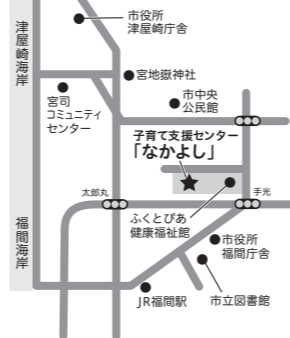 市役所
津屋崎庁舎
津屋崎海岸
宮地嶽神社
宮司
コミュニティ
センター
市中央
公民館
子育て支援センター
「なかよし」
太郎丸
手光
ふくとぴあ
健康福祉館
福間海岸
市役所
福間庁舎
JR福間駅
市立図書館